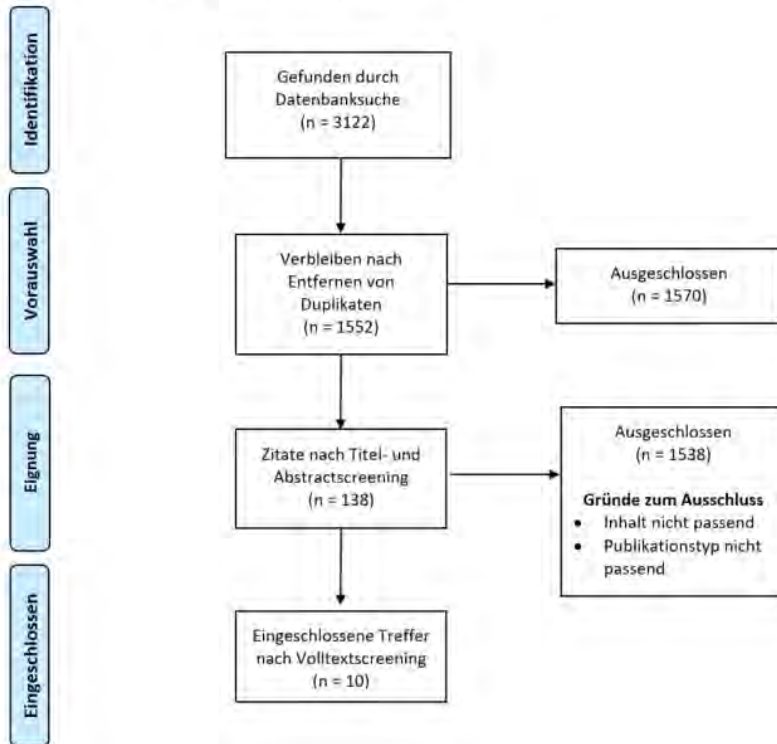 Identifikation
Gefunden durch
Datenbanksuche
(n = 3122)
Vorauswahl
Verbleiben nach
Entfernen von
Duplikaten
(n = 1552)
Ausgeschlossen
(n = 1570)
Eignung
Zitate nach Titel- und
Abstractscreening
(n = 138)
Ausgeschlossen
(n = 1538)
Gründe zum Ausschluss
• Inhalt nicht passend
• Publikationstyp nicht
passend
Eingeschlossen
Eingeschlossene Treffer
nach Volltextscreening
(n = 10)